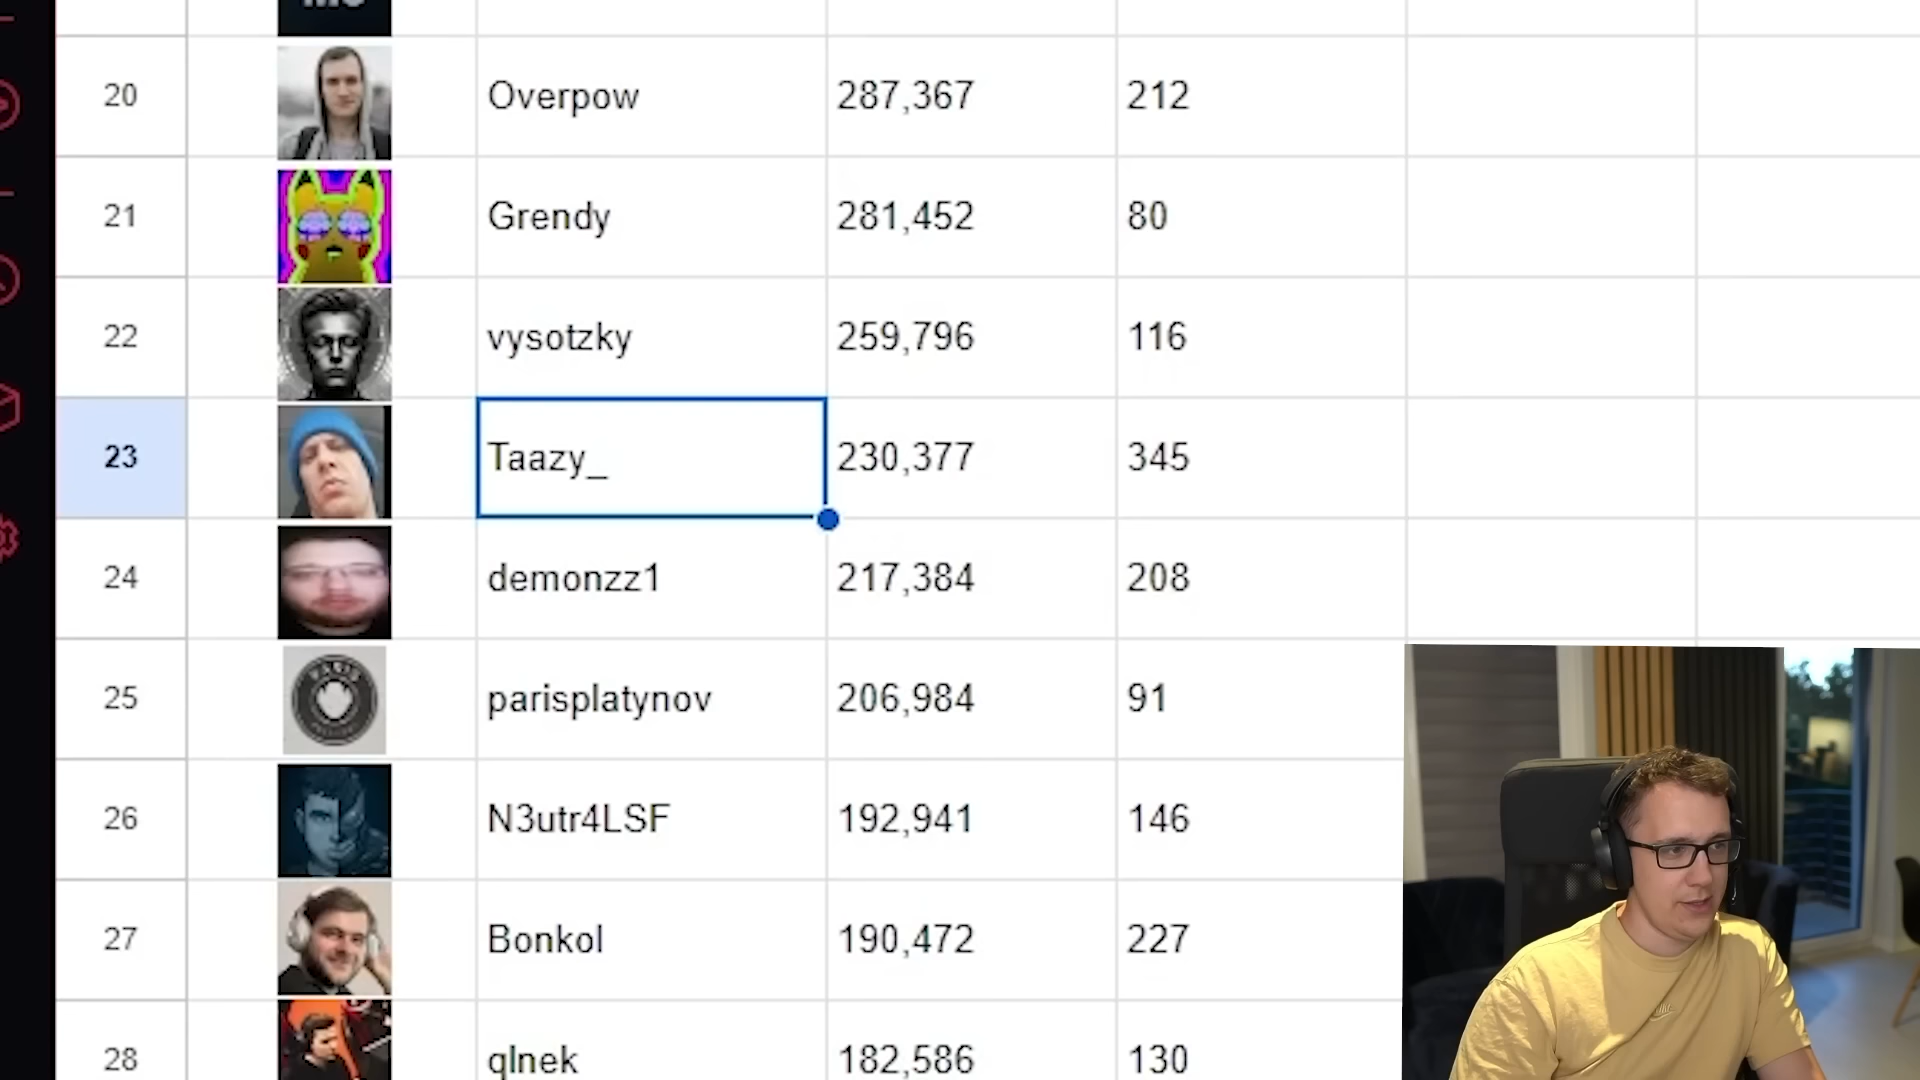 20 Overpow 287,367 212
21 Grendy 281,452 80
22 vysotzky 259,796 116
23 Taazy_ 230,377 345
24 demonzz1 217,384 208
25 parisplatynov 206,984 91
26 N3utr4LSF 192,941 146
27 Bonkol 190,472 227
28 qlnek 182,586 130